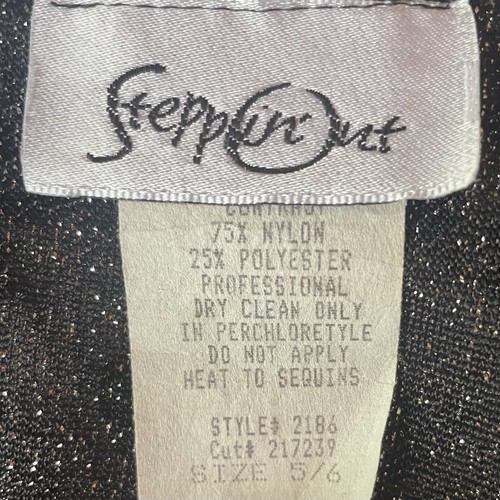 Steppin' Out
CONTRAST
75% NYLON
25% POLYESTER
PROFESSIONAL
DRY CLEAN ONLY
IN PERCHLORETYLE
DO NOT APPLY
HEAT TO SEQUINS
STYLE# 2186
Cut# 217239
SIZE 5/6